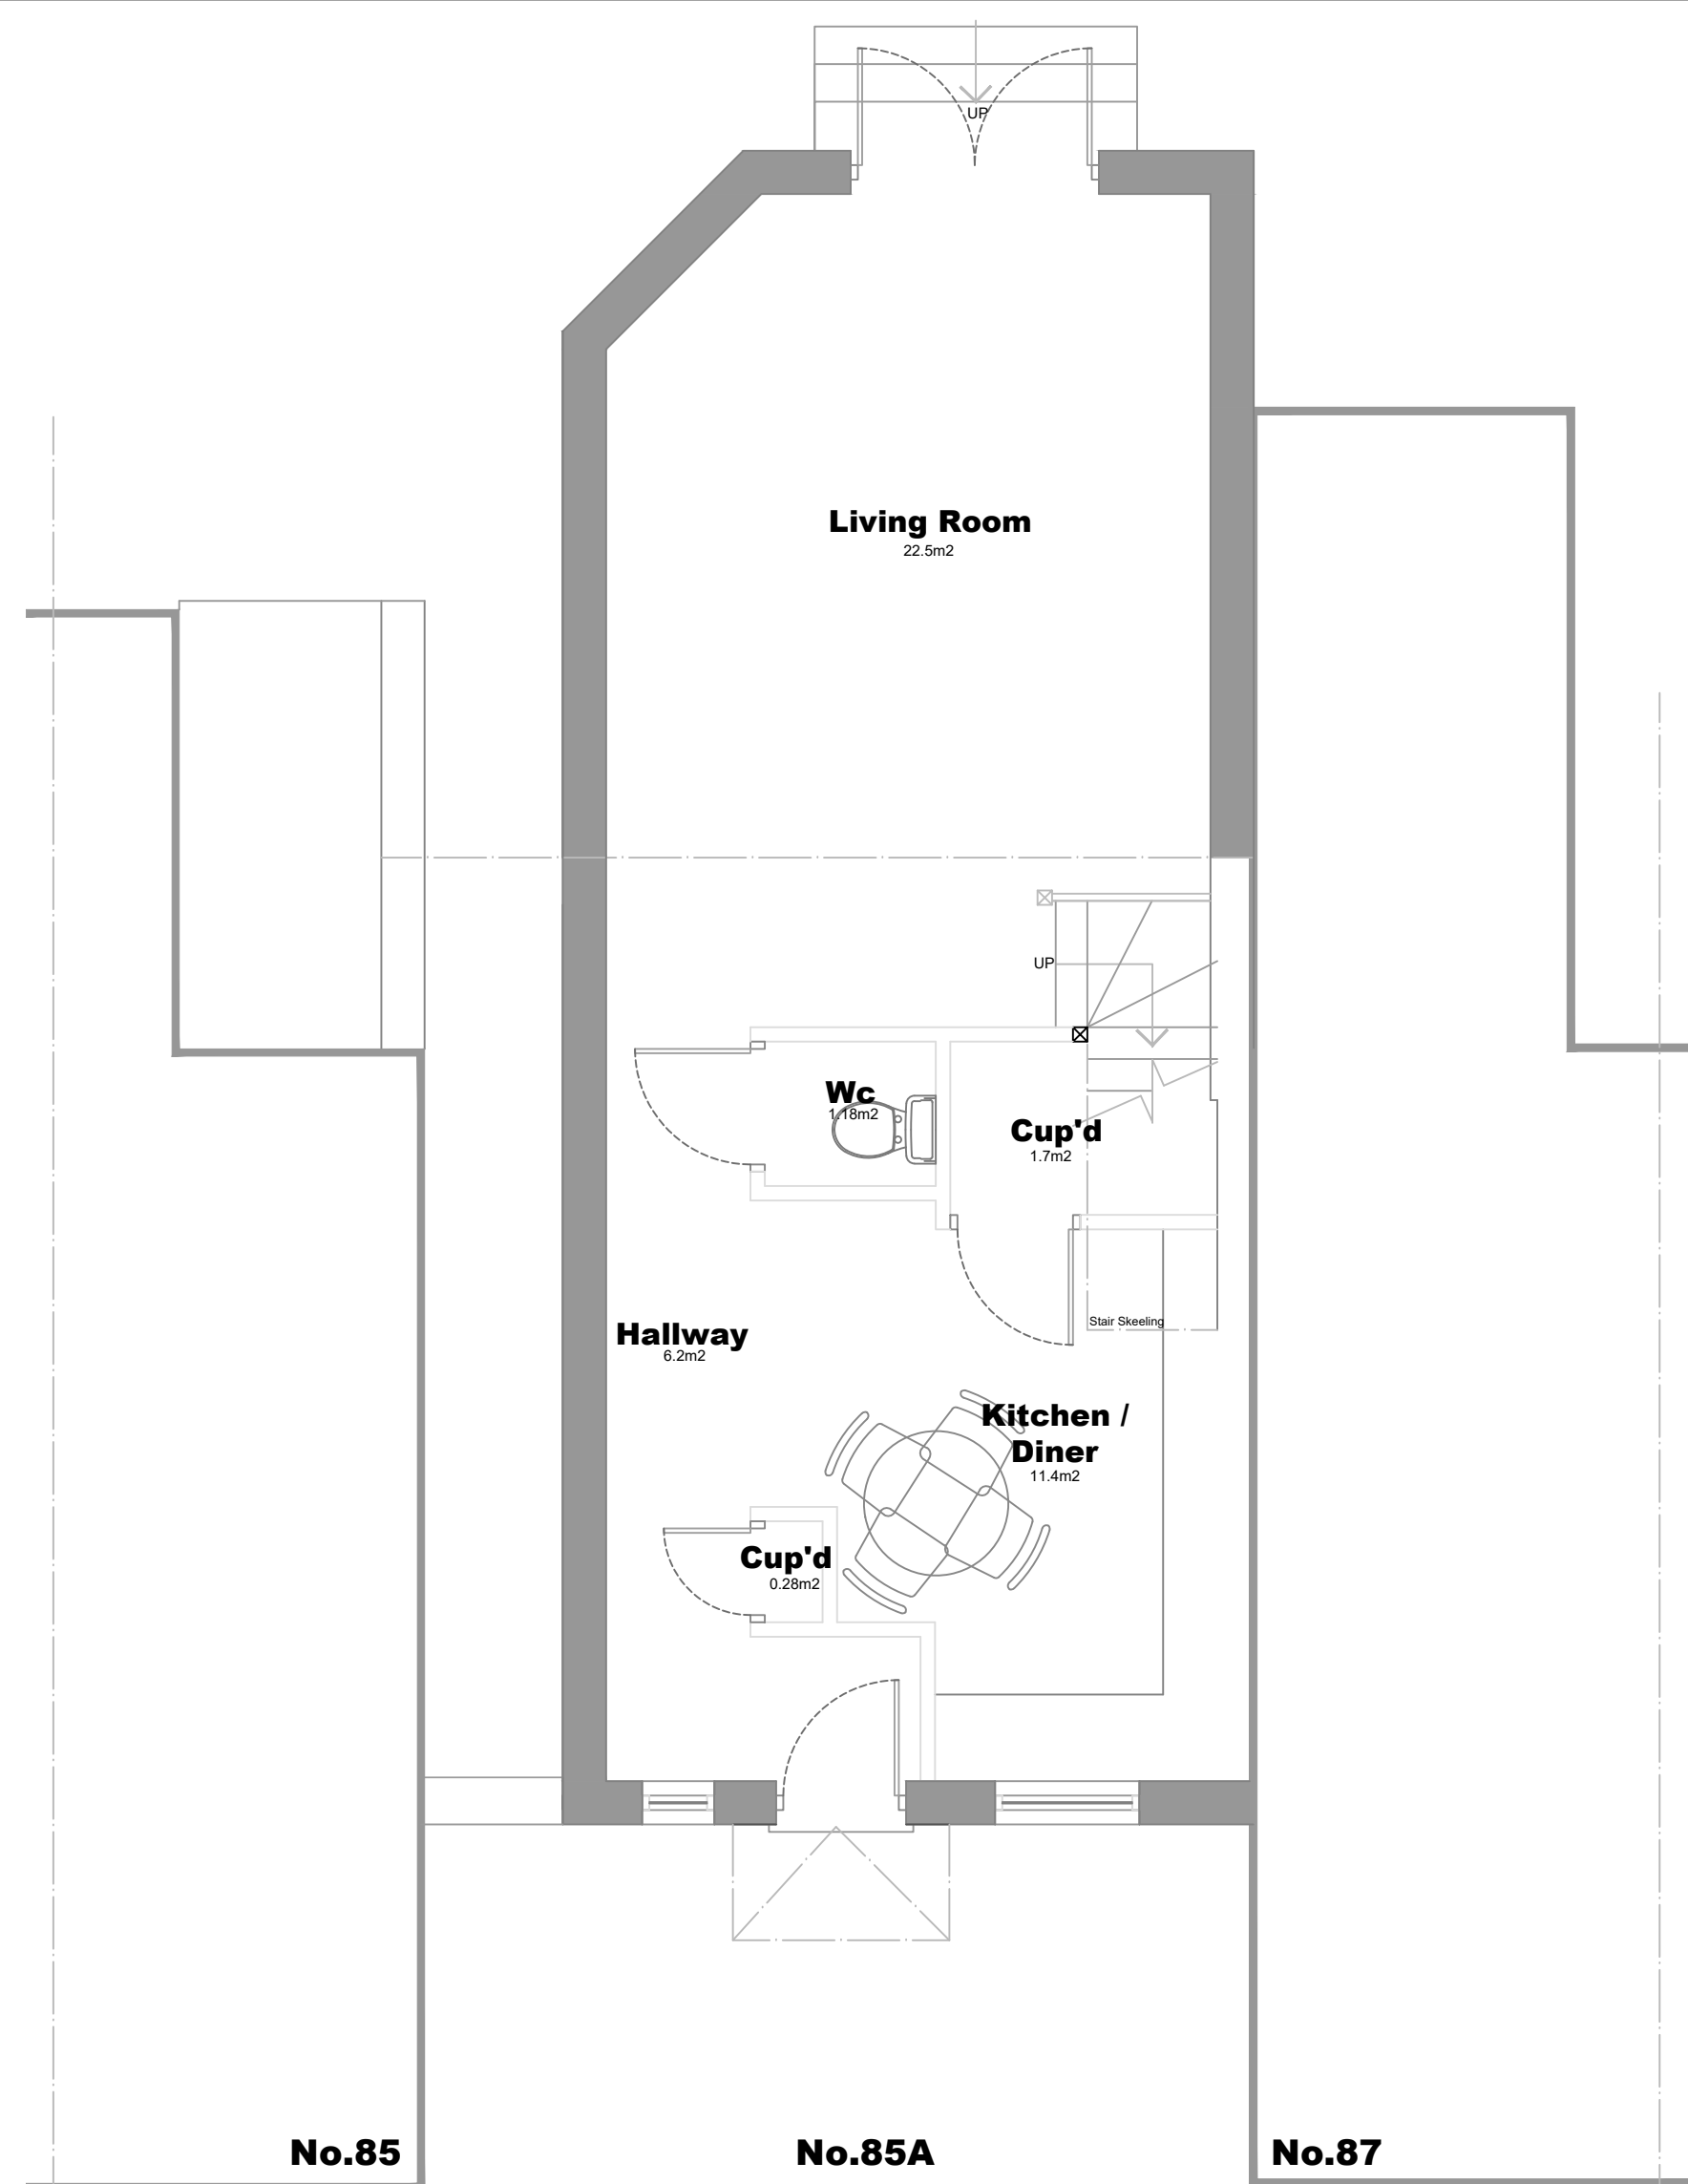 UP
Living Room
22.5m2
UP
Wc
1.18m2
Cup'd
1.7m2
Stair Skeeling
Hallway
6.2m2
Kitchen /
Diner
11.4m2
Cup'd
0.28m2
No.85
No.85A
No.87